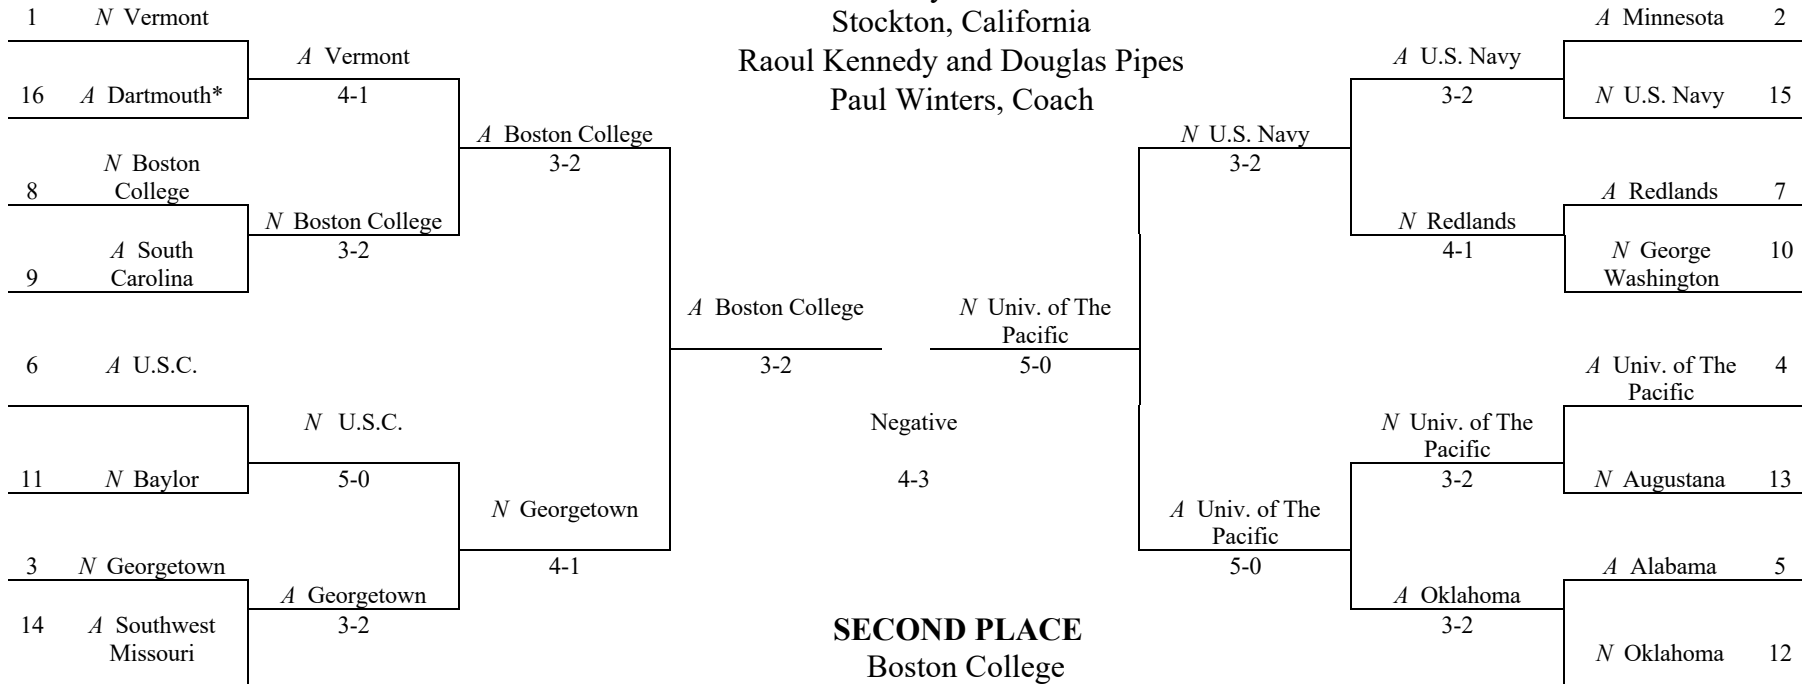 1 N Vermont
A Vermont
16 A Dartmouth*
4-1
A Boston College
3-2
N Boston
8 College
N Boston College
A South
3-2
9 Carolina
A Boston College
3-2
6 A U.S.C.
N U.S.C.
11 N Baylor
5-0
N Georgetown
4-1
3 N Georgetown
A Georgetown
14 A Southwest
3-2
Missouri
Stockton, California
Raoul Kennedy and Douglas Pipes
Paul Winters, Coach
Negative
4-3
SECOND PLACE
Boston College
N Univ. of The
Pacific
5-0
N U.S. Navy
3-2
A Univ. of The
Pacific
5-0
A U.S. Navy
3-2
N Redlands
4-1
N Univ. of The
Pacific
3-2
A Oklahoma
3-2
A Minnesota 2
N U.S. Navy 15
A Redlands 7
N George 10
Washington
A Univ. of The 4
Pacific
N Augustana 13
A Alabama 5
N Oklahoma 12